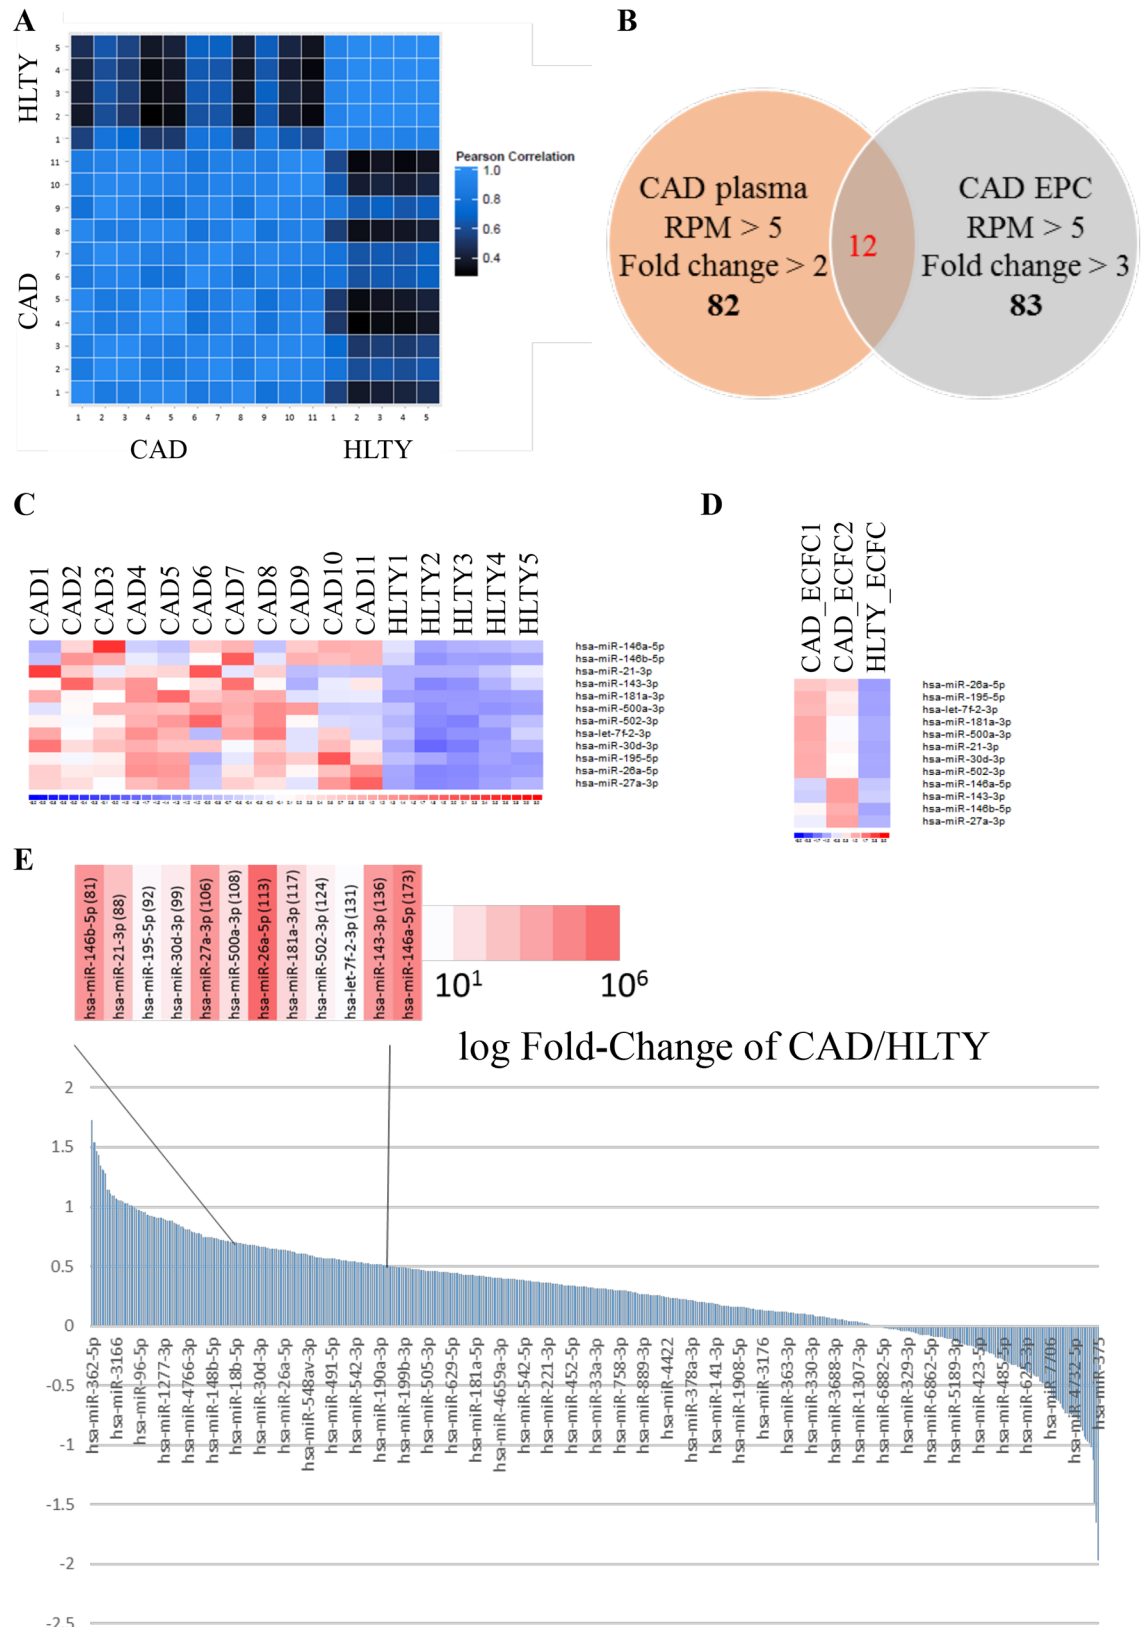 A
HLTY
5
4
3
2
1
CAD
11
10
9
8
7
6
5
4
3
2
1
1 2 3 4 5 6 7 8 9 10 11 1 2 3 4 5
CAD HLTY
Pearson Correlation
1.0
0.8
0.6
0.4
B
CAD plasma
RPM > 5
Fold change > 2
82
12
CAD EPC
RPM > 5
Fold change > 3
83
C
CAD1 CAD2 CAD3 CAD4 CAD5 CAD6 CAD7 CAD8 CAD9 CAD10 CAD11 HLTY1 HLTY2 HLTY3 HLTY4 HLTY5
hsa-miR-146a-5p
hsa-miR-146b-5p
hsa-miR-21-3p
hsa-miR-143-3p
hsa-miR-181a-3p
hsa-miR-500a-3p
hsa-miR-502-3p
hsa-let-7f-2-3p
hsa-miR-30d-3p
hsa-miR-195-5p
hsa-miR-26a-5p
hsa-miR-27a-3p
D
CAD_ECFC1 CAD_ECFC2 HLTY_ECFC
hsa-miR-26a-5p
hsa-miR-195-5p
hsa-let-7f-2-3p
hsa-miR-181a-3p
hsa-miR-500a-3p
hsa-miR-21-3p
hsa-miR-30d-3p
hsa-miR-502-3p
hsa-miR-146a-5p
hsa-miR-143-3p
hsa-miR-146b-5p
hsa-miR-27a-3p
E
hsa-miR-146b-5p (81)
hsa-miR-21-3p (88)
hsa-miR-195-5p (92)
hsa-miR-30d-3p (99)
hsa-miR-27a-3p (106)
hsa-miR-500a-3p (108)
hsa-miR-26a-5p (113)
hsa-miR-181a-3p (117)
hsa-miR-502-3p (124)
hsa-let-7f-2-3p (131)
hsa-miR-143-3p (136)
hsa-miR-146a-5p (173)
10¹ 10⁶
log Fold-Change of CAD/HLTY
2
1.5
1
0.5
0
-0.5
-1
-1.5
-2
-2.5
hsa-miR-362-5p
hsa-miR-3166
hsa-miR-96-5p
hsa-miR-1277-3p
hsa-miR-4766-3p
hsa-miR-148b-5p
hsa-miR-18b-5p
hsa-miR-30d-3p
hsa-miR-26a-5p
hsa-miR-548av-3p
hsa-miR-491-5p
hsa-miR-542-3p
hsa-miR-190a-3p
hsa-miR-199b-3p
hsa-miR-505-3p
hsa-miR-629-5p
hsa-miR-181a-5p
hsa-miR-4659a-3p
hsa-miR-542-5p
hsa-miR-221-3p
hsa-miR-452-5p
hsa-miR-33a-3p
hsa-miR-758-3p
hsa-miR-889-3p
hsa-miR-4422
hsa-miR-378a-3p
hsa-miR-141-3p
hsa-miR-1908-5p
hsa-miR-3176
hsa-miR-363-3p
hsa-miR-330-3p
hsa-miR-3688-3p
hsa-miR-1307-3p
hsa-miR-6882-5p
hsa-miR-329-3p
hsa-miR-6862-5p
hsa-miR-5189-3p
hsa-miR-423-5p
hsa-miR-485-5p
hsa-miR-625-3p
hsa-miR-7706
hsa-miR-4732-5p
hsa-miR-375